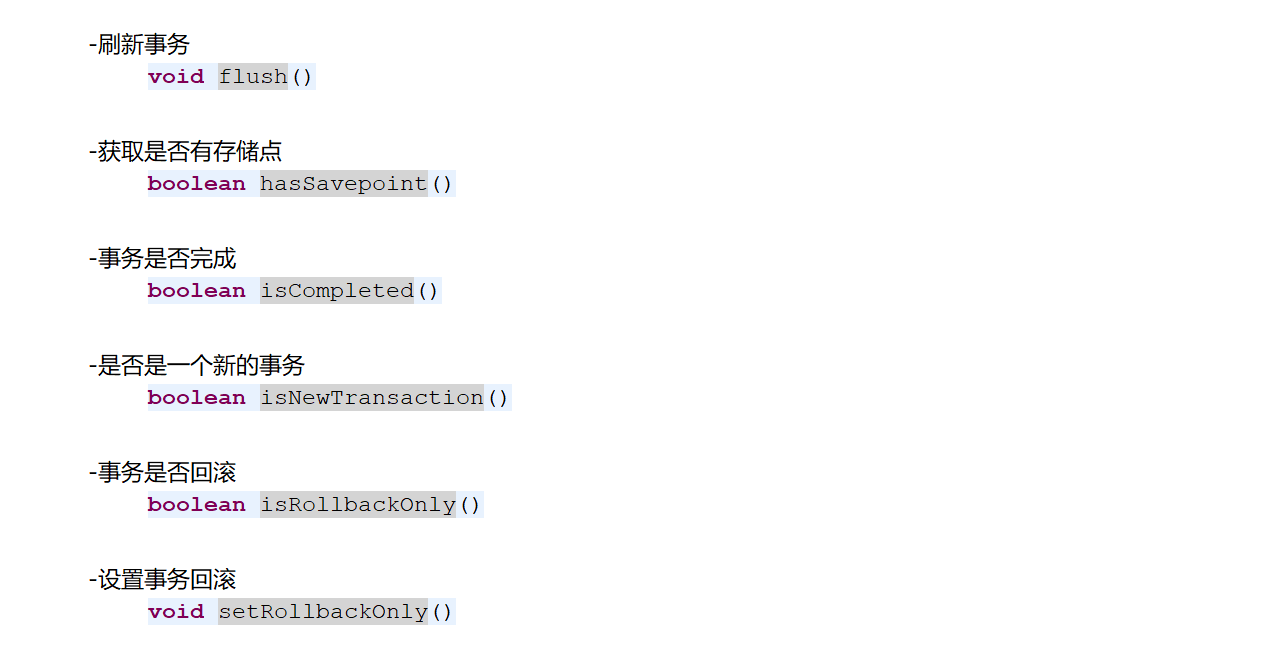 -刷新事务
void flush()
-获取是否有存储点
boolean hasSavepoint()
-事务是否完成
boolean isCompleted()
-是否是一个新的事务
boolean isNewTransaction()
-事务是否回滚
boolean isRollbackOnly()
-设置事务回滚
void setRollbackOnly()